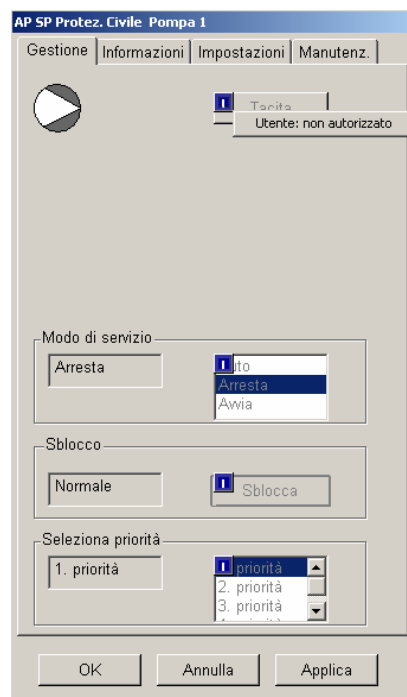 AP SP Protez. Civile Pompa 1
Gestione Informazioni Impostazioni Manutenz.
Tacita
Utente: non autorizzato
Modo di servizio
Arresta
Auto
Arresta
Avvia
Sblocco
Normale
Sblocca
Seleziona priorità
1. priorità
priorità
2. priorità
3. priorità
OK Annulla Applica